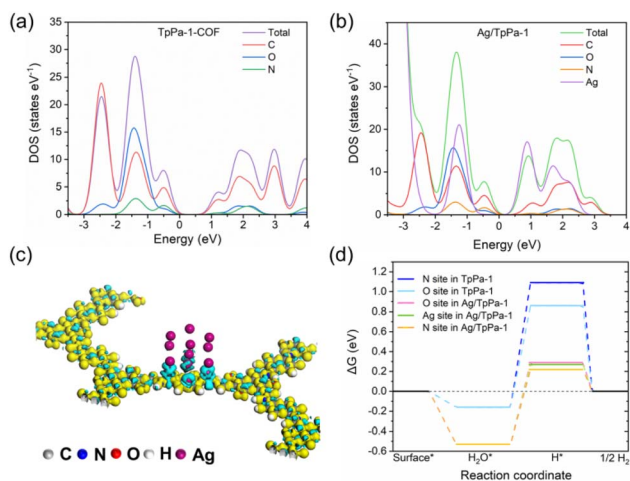 (a)
TpPa-1-COF
Total
C
O
N
DOS (states eV⁻¹)
35
30
25
20
15
10
5
0
-3 -2 -1 0 1 2 3 4
Energy (eV)
(b)
Ag/TpPa-1
Total
C
O
N
Ag
DOS (states eV⁻¹)
40
30
20
10
0
-3 -2 -1 0 1 2 3 4
Energy (eV)
(c)
C N O H Ag
(d)
N site in TpPa-1
O site in TpPa-1
O site in Ag/TpPa-1
Ag site in Ag/TpPa-1
N site in Ag/TpPa-1
ΔG (eV)
1.2
1.0
0.8
0.6
0.4
0.2
0.0
-0.2
-0.4
-0.6
Surface* H₂O* H* 1/2 H₂
Reaction coordinate